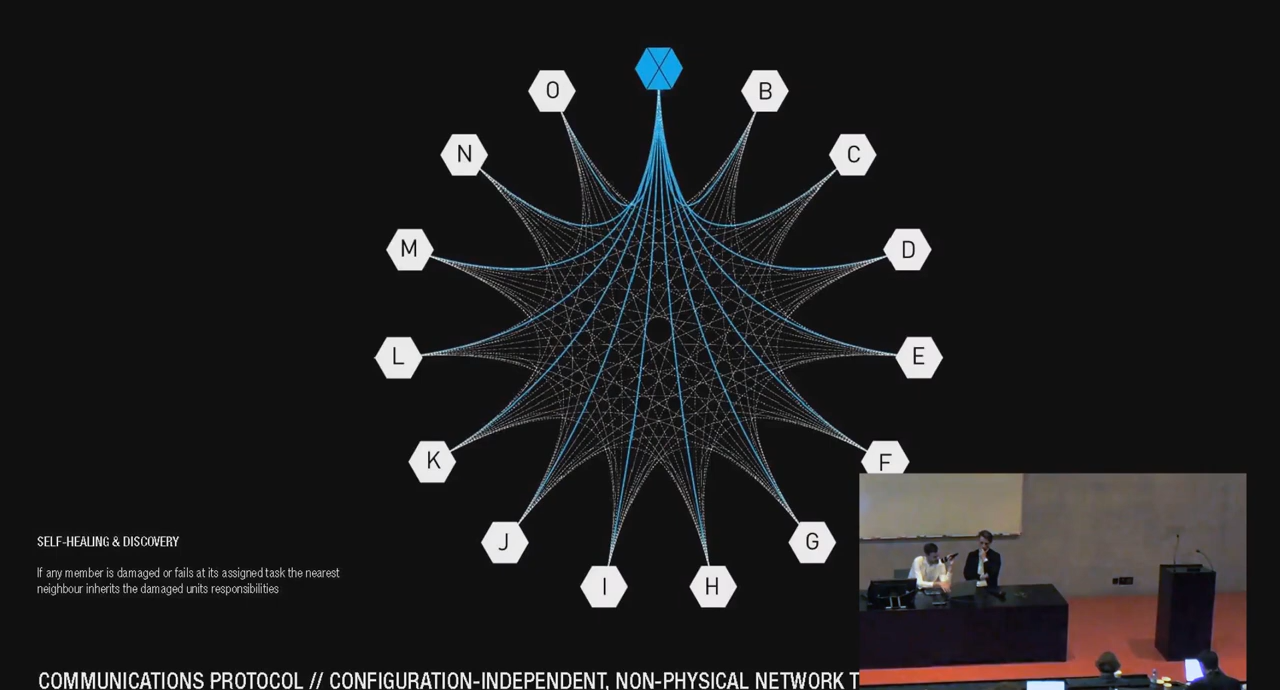 O
B
N
C
M
D
L
E
K
F
J
G
I
H
SELF-HEALING & DISCOVERY
If any member is damaged or fails at its assigned task the nearest
neighbour inherits the damaged units responsibilities
COMMUNICATIONS PROTOCOL // CONFIGURATION-INDEPENDENT, NON-PHYSICAL NETWORK T